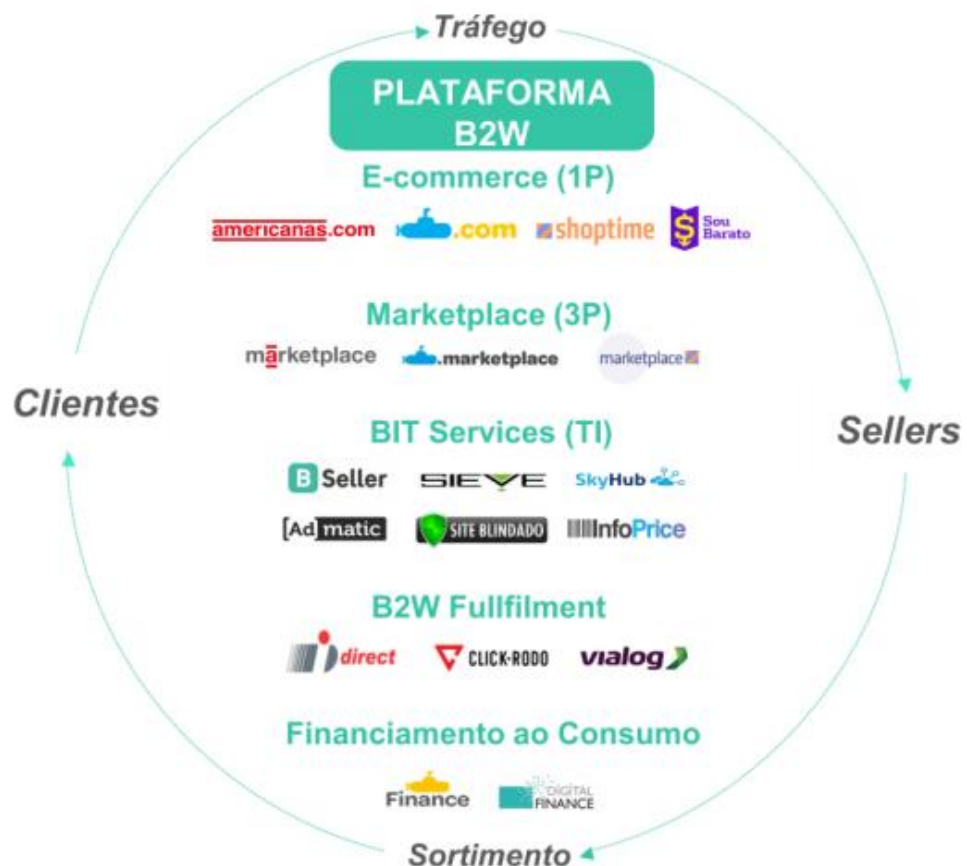 Tráfego
PLATAFORMA
B2W
E-commerce (1P)
americanas.com .com shoptime Sou
Barato
Marketplace (3P)
marketplace .marketplace marketplace
Clientes
Sellers
BIT Services (TI)
B Seller SIEVE SkyHub
[Ad]matic SITE BLINDADO InfoPrice
B2W Fullfilment
direct CLICK-RODO vialog
Financiamento ao Consumo
Finance DIGITAL
FINANCE
Sortimento